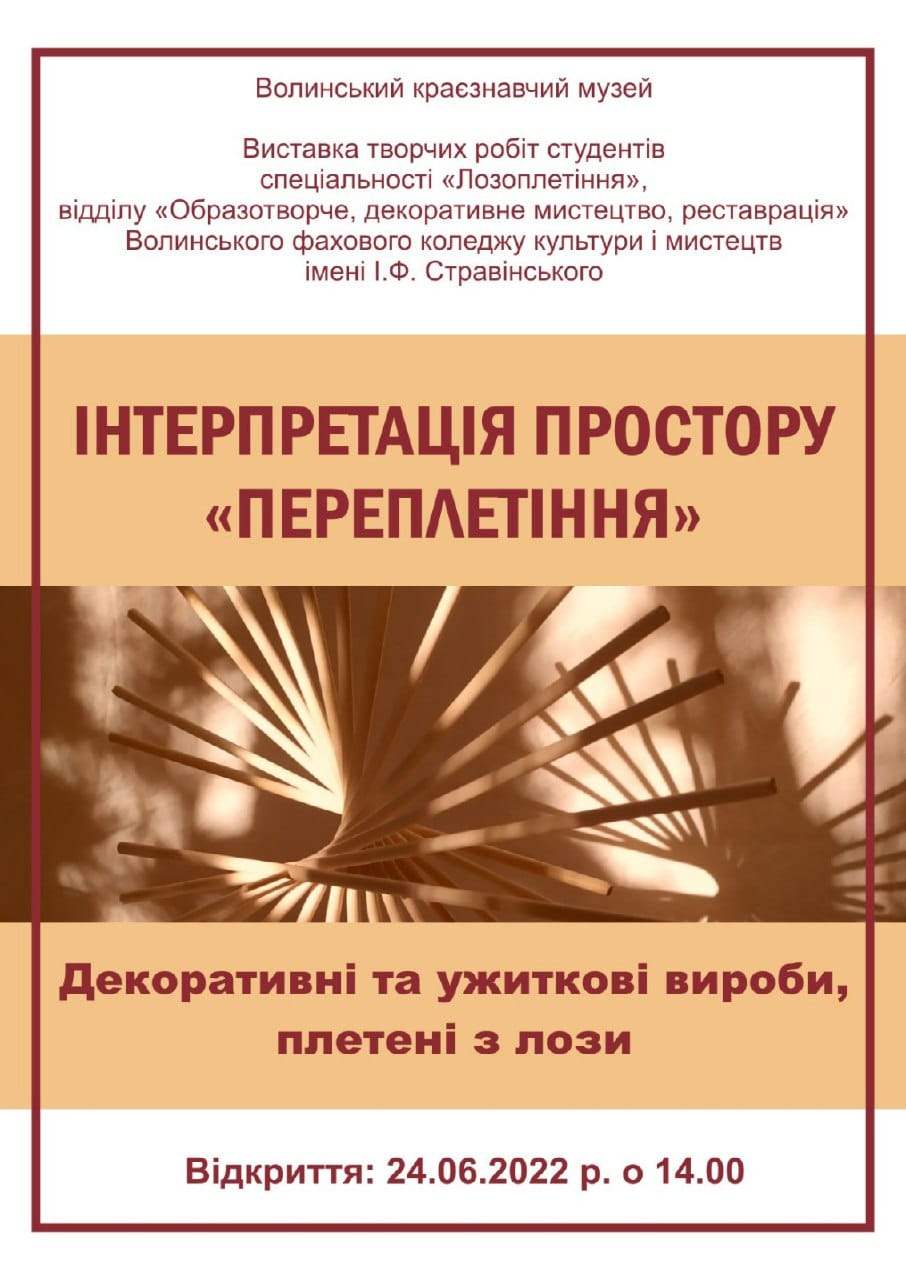 Волинський краєзнавчий музей
Виставка творчих робіт студентів
спеціальності «Лозоплетіння»,
відділу «Образотворче, декоративне мистецтво, реставрація»
Волинського фахового коледжу культури і мистецтв
імені І.Ф. Стравінського
ІНТЕРПРЕТАЦІЯ ПРОСТОРУ
«ПЕРЕПЛЕТІННЯ»
Декоративні та ужиткові вироби,
плетені з лози
Відкриття: 24.06.2022 р. о 14.00